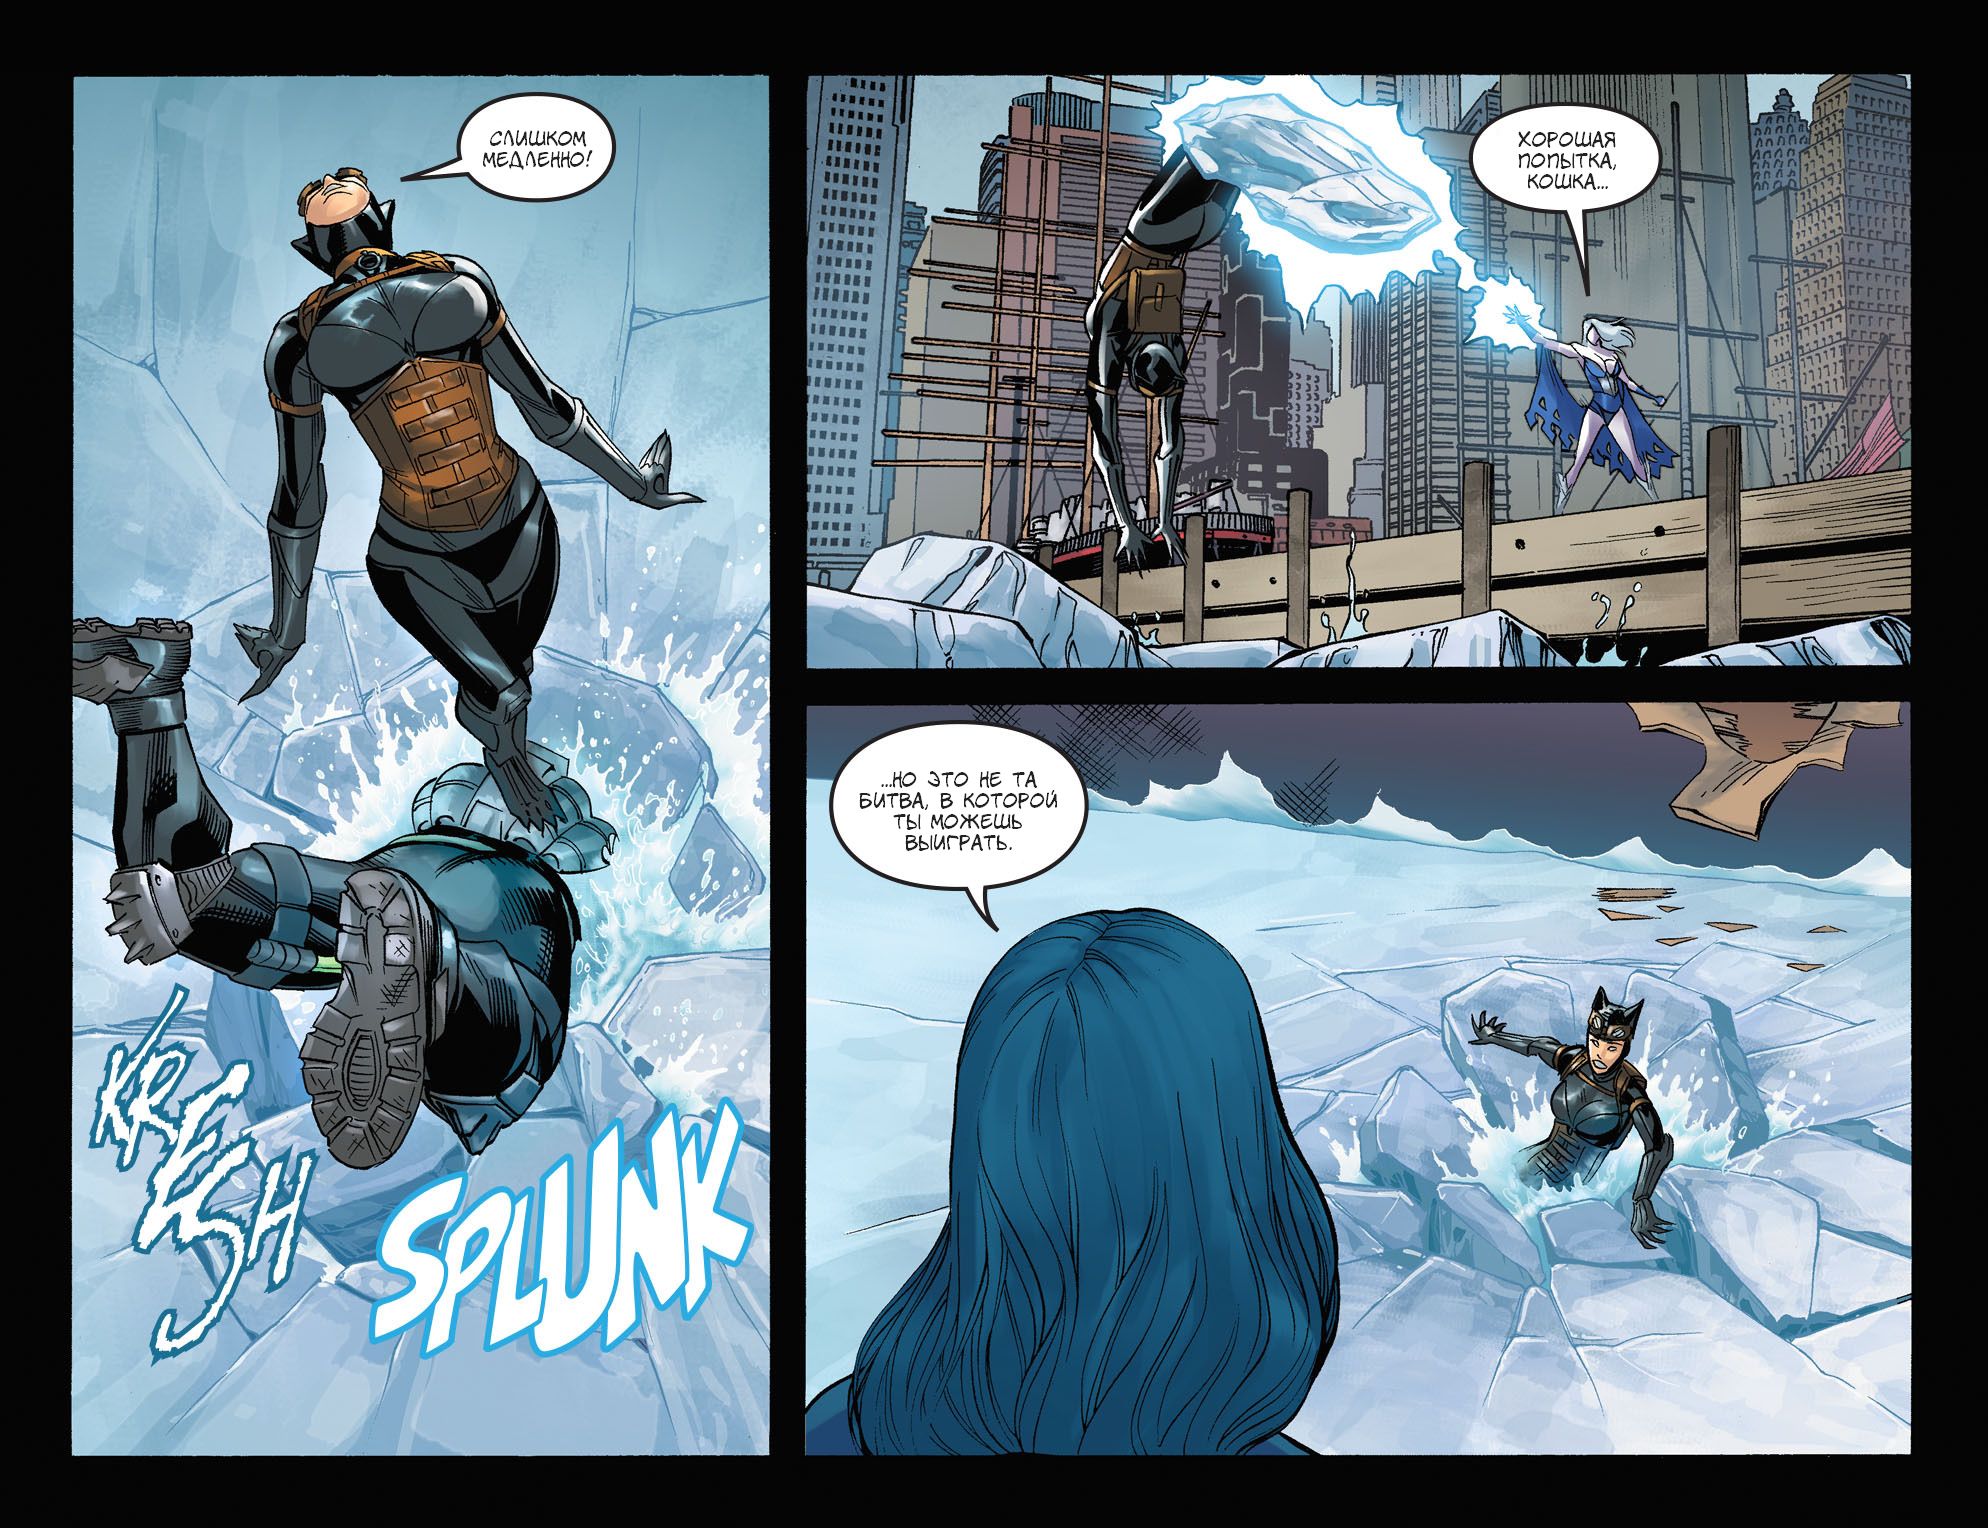 СЛИШКОМ
МЕДЛЕННО!
KRESH
SPLUNK
ХОРОШАЯ
ПОПЫТКА,
КОШКА...
...НО ЭТО НЕ ТА
БИТВА, В КОТОРОЙ
ТЫ МОЖЕШЬ
ВЫИГРАТЬ.